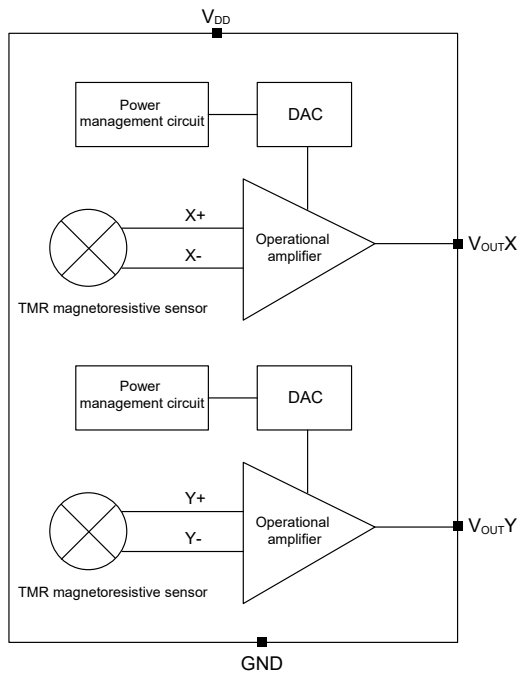 VDD
Power
management circuit
DAC
X+
X-
Operational
amplifier
VOUTX
TMR magnetoresistive sensor
Power
management circuit
DAC
Y+
Y-
Operational
amplifier
VOUTY
TMR magnetoresistive sensor
GND